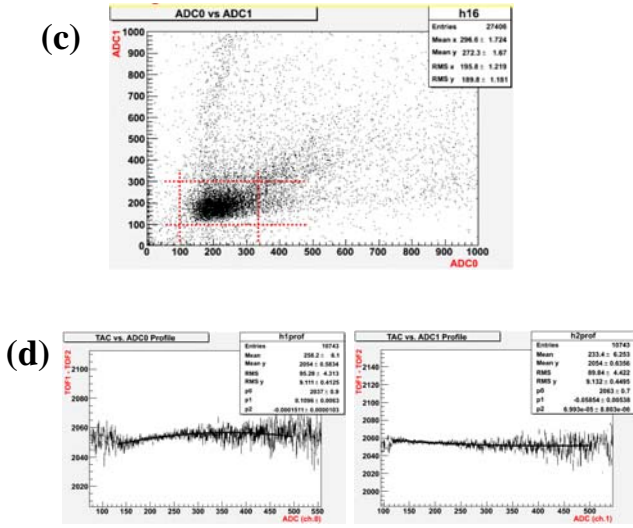 (c)
ADC0 vs ADC1
h16
Entries 27406
Mean x 296.6 ± 1.724
Mean y 272.3 ± 1.67
RMS x 195.8 ± 1.219
RMS y 189.8 ± 1.181
ADC1
1000
900
800
700
600
500
400
300
200
100
0
0 100 200 300 400 500 600 700 800 900 1000
ADC0
(d)
TAC vs. ADC0 Profile
h1prof
Entries 10743
Mean 258.2 ± 6.1
Mean y 2054 ± 0.5834
RMS 95.28 ± 4.313
RMS y 9.111 ± 0.4125
p0 2037 ± 0.9
p1 0.1096 ± 0.0063
p2 -0.0001511 ± 0.0000103
TOF1 - TOF2
2100
2080
2060
2040
2020
100 150 200 250 300 350 400 450 500 550
ADC (ch.0)
TAC vs. ADC1 Profile
h2prof
Entries 10743
Mean 233.4 ± 6.253
Mean y 2054 ± 0.6356
RMS 89.84 ± 4.422
RMS y 9.132 ± 0.4495
p0 2063 ± 0.7
p1 -0.05854 ± 0.00538
p2 6.993e-05 ± 8.803e-06
TOF1 - TOF2
2140
2120
2100
2080
2060
2040
2020
2000
100 150 200 250 300 350 400 450 500
ADC (ch.1)